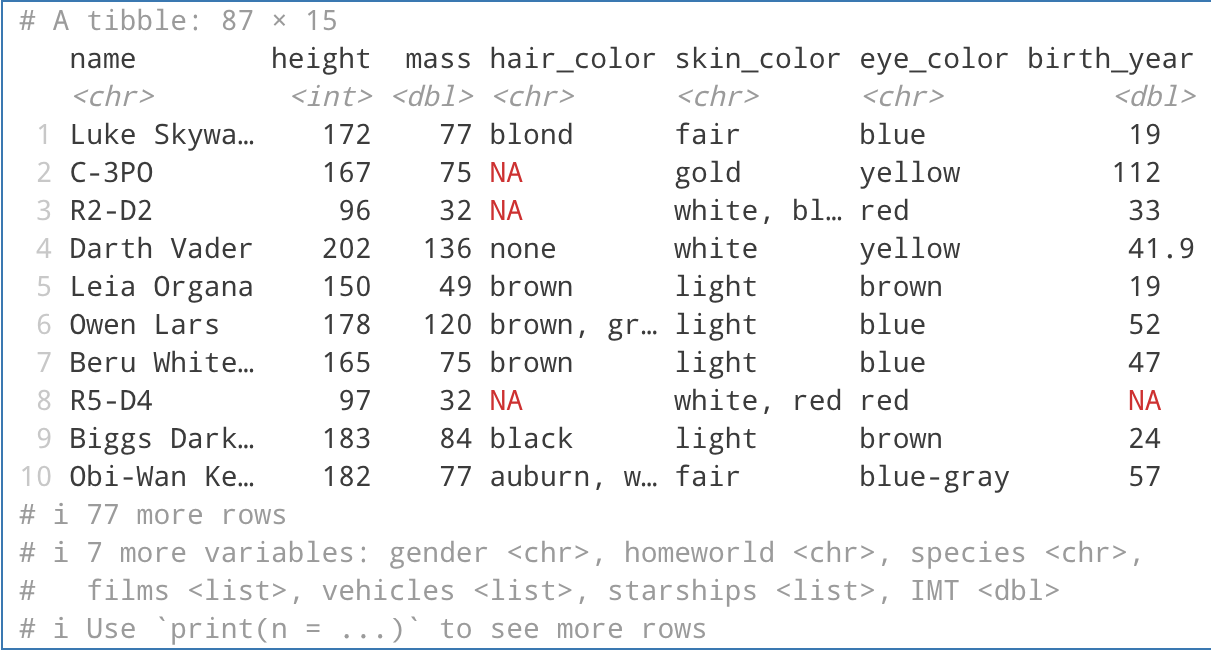 # A tibble: 87 × 15
   name        height  mass hair_color skin_color eye_color birth_year
   <chr>        <int> <dbl> <chr>      <chr>      <chr>          <dbl>
 1 Luke Skywa…    172    77 blond      fair       blue            19
 2 C-3PO          167    75 NA         gold       yellow         112
 3 R2-D2           96    32 NA         white, bl… red             33
 4 Darth Vader    202   136 none       white      yellow          41.9
 5 Leia Organa    150    49 brown      light      brown           19
 6 Owen Lars      178   120 brown, gr… light      blue            52
 7 Beru White…    165    75 brown      light      blue            47
 8 R5-D4           97    32 NA         white, red red             NA
 9 Biggs Dark…    183    84 black      light      brown           24
10 Obi-Wan Ke…    182    77 auburn, w… fair       blue-gray       57
# i 77 more rows
# i 7 more variables: gender <chr>, homeworld <chr>, species <chr>,
#   films <list>, vehicles <list>, starships <list>, IMT <dbl>
# i Use `print(n = ...)` to see more rows